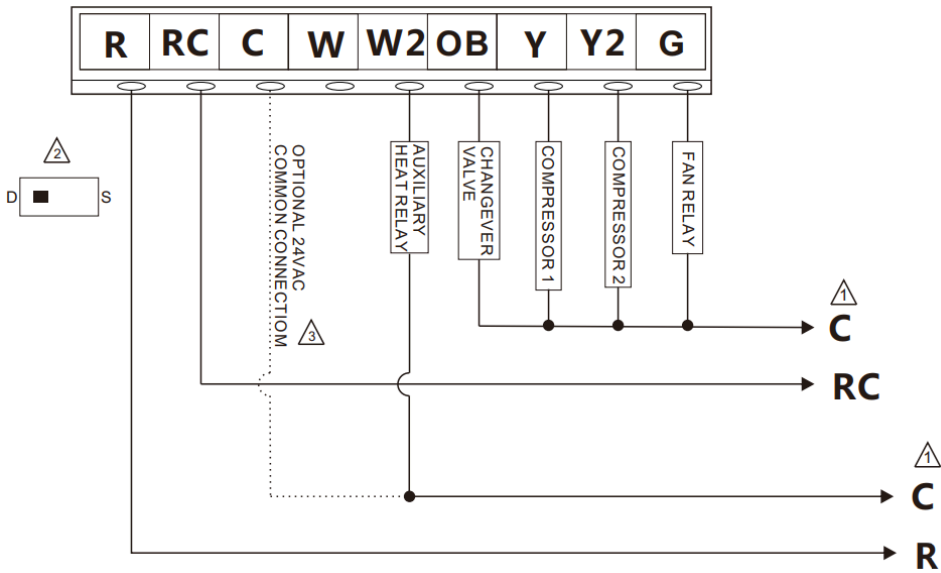 R RC C W W2 OB Y Y2 G
2
D S
OPTIONAL 24VAC
COMMON CONNECTIOM
3
AUXILIARY
HEAT RELAY
CHANGEVER
VALVE
COMPRESSOR 1
COMPRESSOR 2
FAN RELAY
1
C
RC
1
C
R